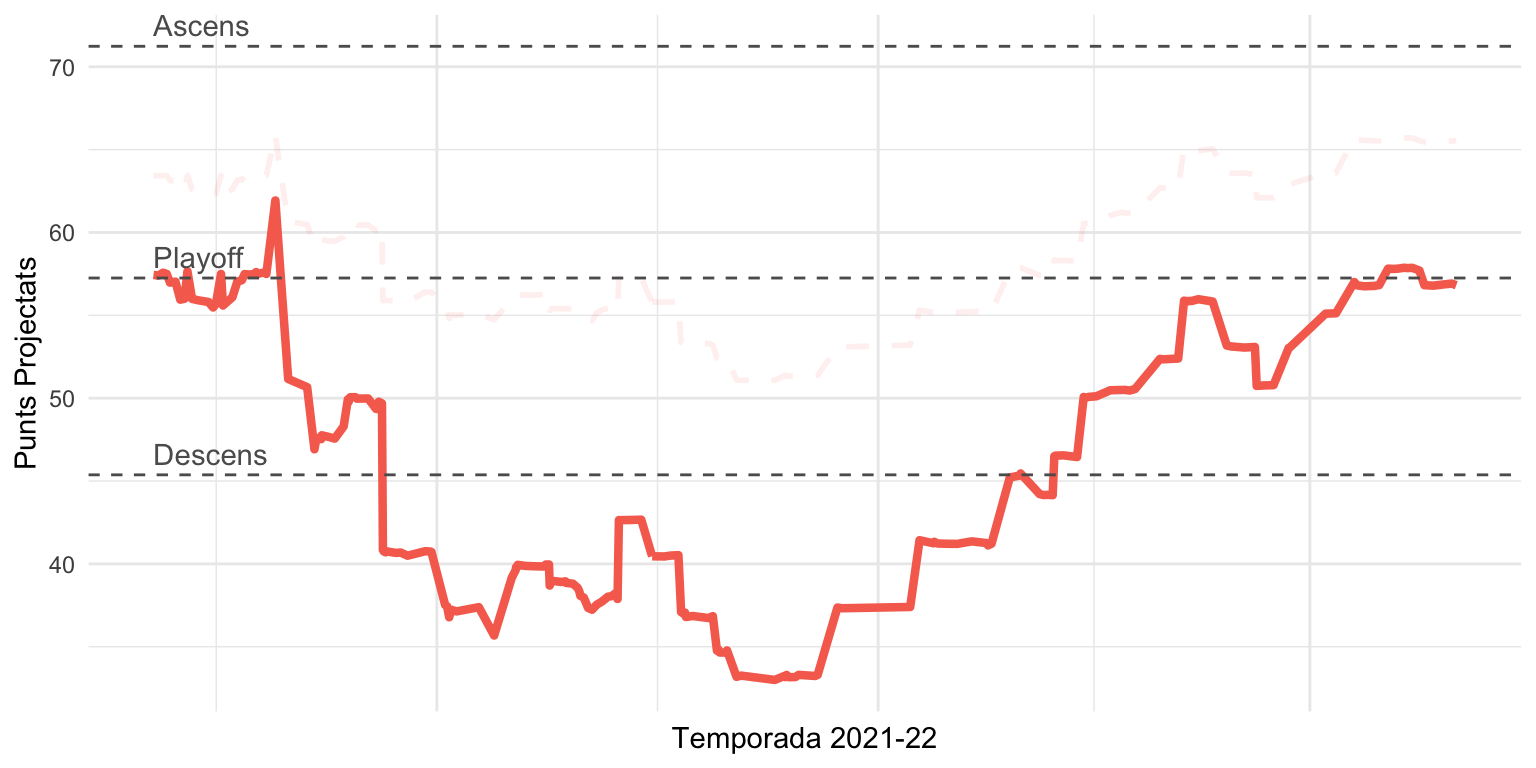 Ascens
70
60
Playoff
50
Descens
40
Punts Projectats
Temporada 2021-22